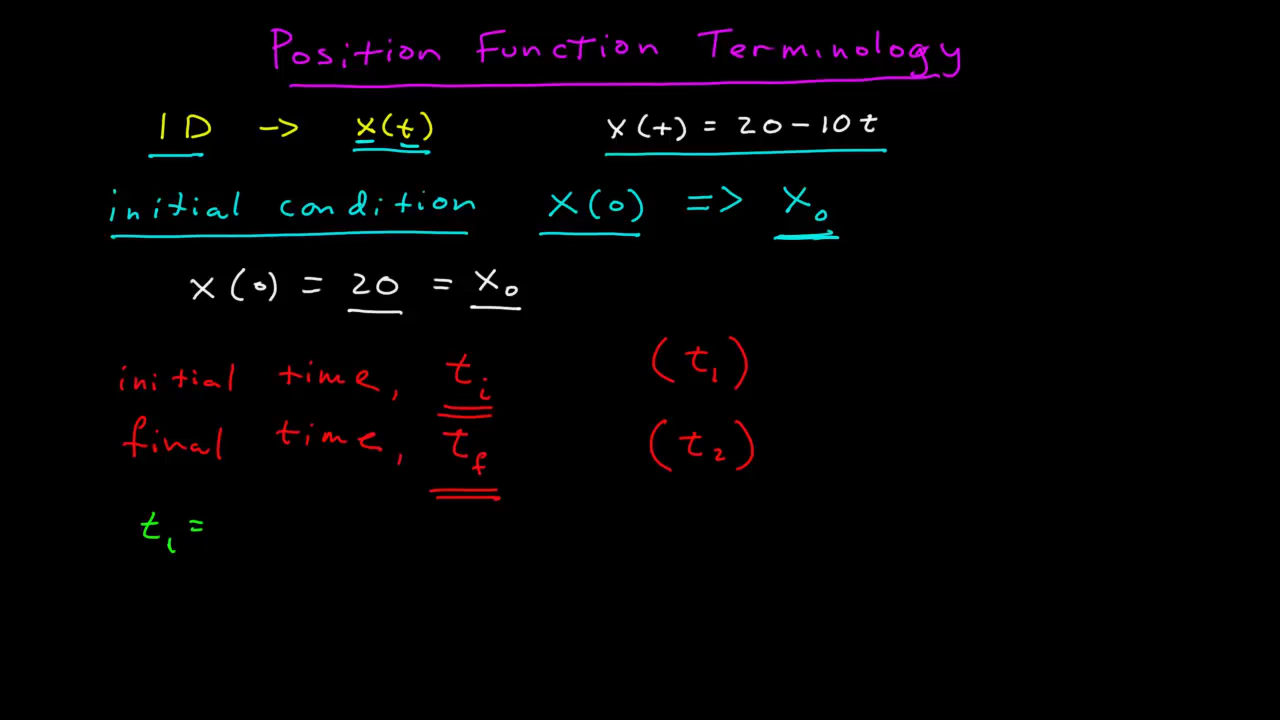 Position Function Terminology
1D -> x(t) x(t) = 20 - 10t
initial condition x(0) => x₀
x(0) = 20 = x₀
initial time, tᵢ (t₁)
final time, t_f (t₂)
t₁ =